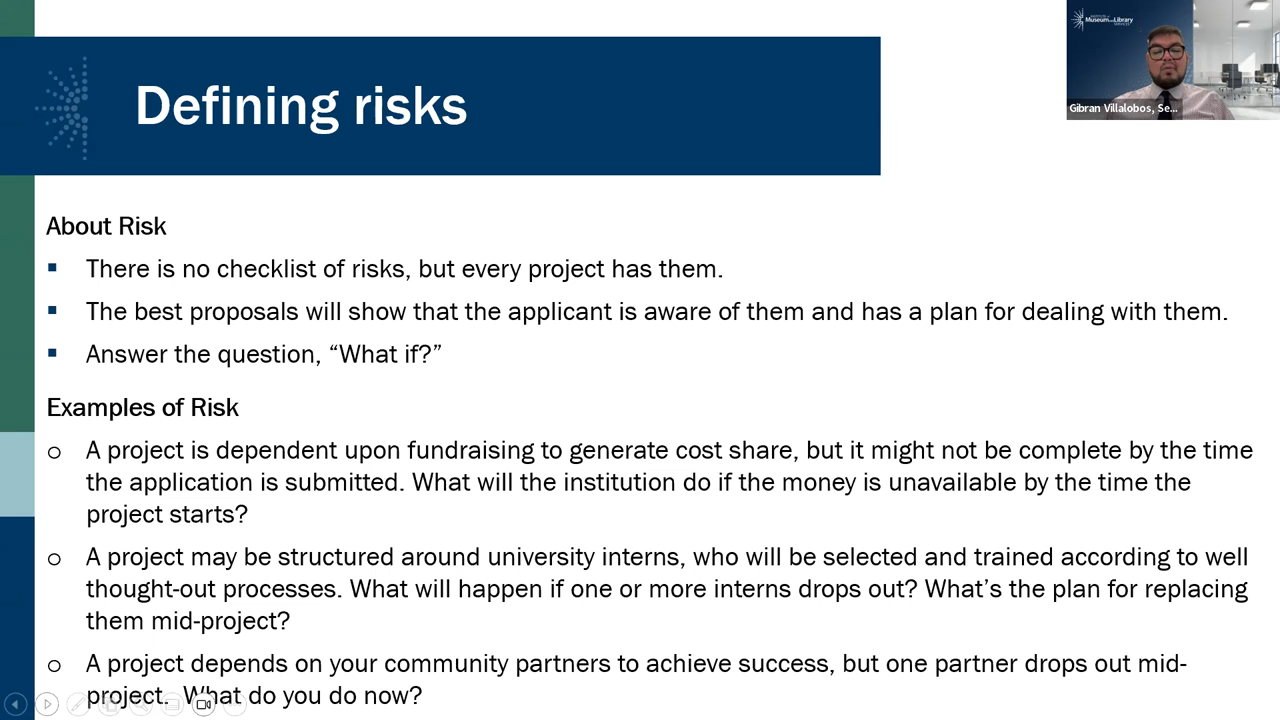 Defining risks
Museum and Library
SERVICES
Gibran Villalobos, Se...
About Risk
▪ There is no checklist of risks, but every project has them.
▪ The best proposals will show that the applicant is aware of them and has a plan for dealing with them.
▪ Answer the question, “What if?”
Examples of Risk
o A project is dependent upon fundraising to generate cost share, but it might not be complete by the time
the application is submitted. What will the institution do if the money is unavailable by the time the
project starts?
o A project may be structured around university interns, who will be selected and trained according to well
thought-out processes. What will happen if one or more interns drops out? What’s the plan for replacing
them mid-project?
o A project depends on your community partners to achieve success, but one partner drops out mid-
project. What do you do now?